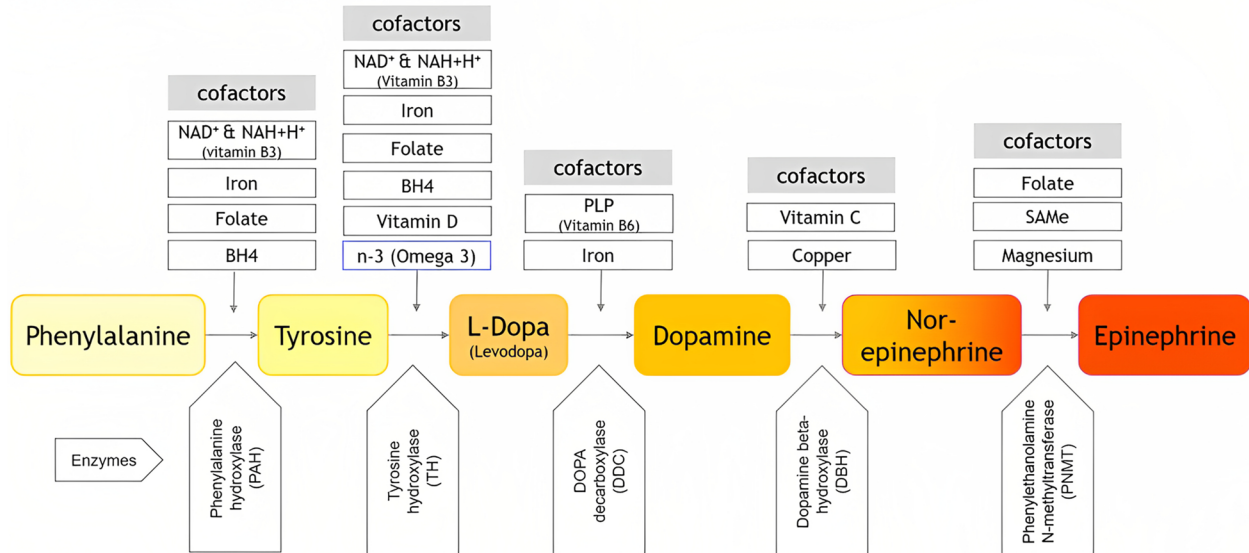 cofactors
NAD⁺ & NAH+H⁺
(vitamin B3)
Iron
Folate
BH4
cofactors
NAD⁺ & NAH+H⁺
(Vitamin B3)
Iron
Folate
BH4
Vitamin D
n-3 (Omega 3)
cofactors
PLP
(Vitamin B6)
Iron
cofactors
Vitamin C
Copper
cofactors
Folate
SAMe
Magnesium
Phenylalanine
Tyrosine
L-Dopa
(Levodopa)
Dopamine
Nor-
epinephrine
Epinephrine
Enzymes
Phenylalanine
hydroxylase
(PAH)
Tyrosine
hydroxylase
(TH)
DOPA
decarboxylase
(DDC)
Dopamine beta-
hydroxylase
(DBH)
Phenylethanolamine
N-methyltransferase
(PNMT)